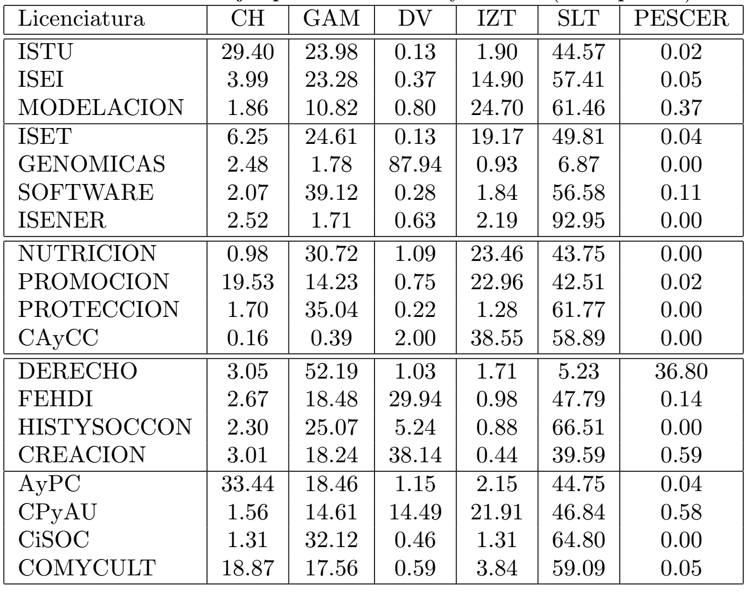 Licenciatura CH GAM DV IZT SLT PESCER
ISTU 29.40 23.98 0.13 1.90 44.57 0.02
ISEI 3.99 23.28 0.37 14.90 57.41 0.05
MODELACION 1.86 10.82 0.80 24.70 61.46 0.37
ISET 6.25 24.61 0.13 19.17 49.81 0.04
GENOMICAS 2.48 1.78 87.94 0.93 6.87 0.00
SOFTWARE 2.07 39.12 0.28 1.84 56.58 0.11
ISENER 2.52 1.71 0.63 2.19 92.95 0.00
NUTRICION 0.98 30.72 1.09 23.46 43.75 0.00
PROMOCION 19.53 14.23 0.75 22.96 42.51 0.02
PROTECCION 1.70 35.04 0.22 1.28 61.77 0.00
CAyCC 0.16 0.39 2.00 38.55 58.89 0.00
DERECHO 3.05 52.19 1.03 1.71 5.23 36.80
FEHDI 2.67 18.48 29.94 0.98 47.79 0.14
HISTYSOCCON 2.30 25.07 5.24 0.88 66.51 0.00
CREACION 3.01 18.24 38.14 0.44 39.59 0.59
AyPC 33.44 18.46 1.15 2.15 44.75 0.04
CPyAU 1.56 14.61 14.49 21.91 46.84 0.58
CiSOC 1.31 32.12 0.46 1.31 64.80 0.00
COMYCULT 18.87 17.56 0.59 3.84 59.09 0.05